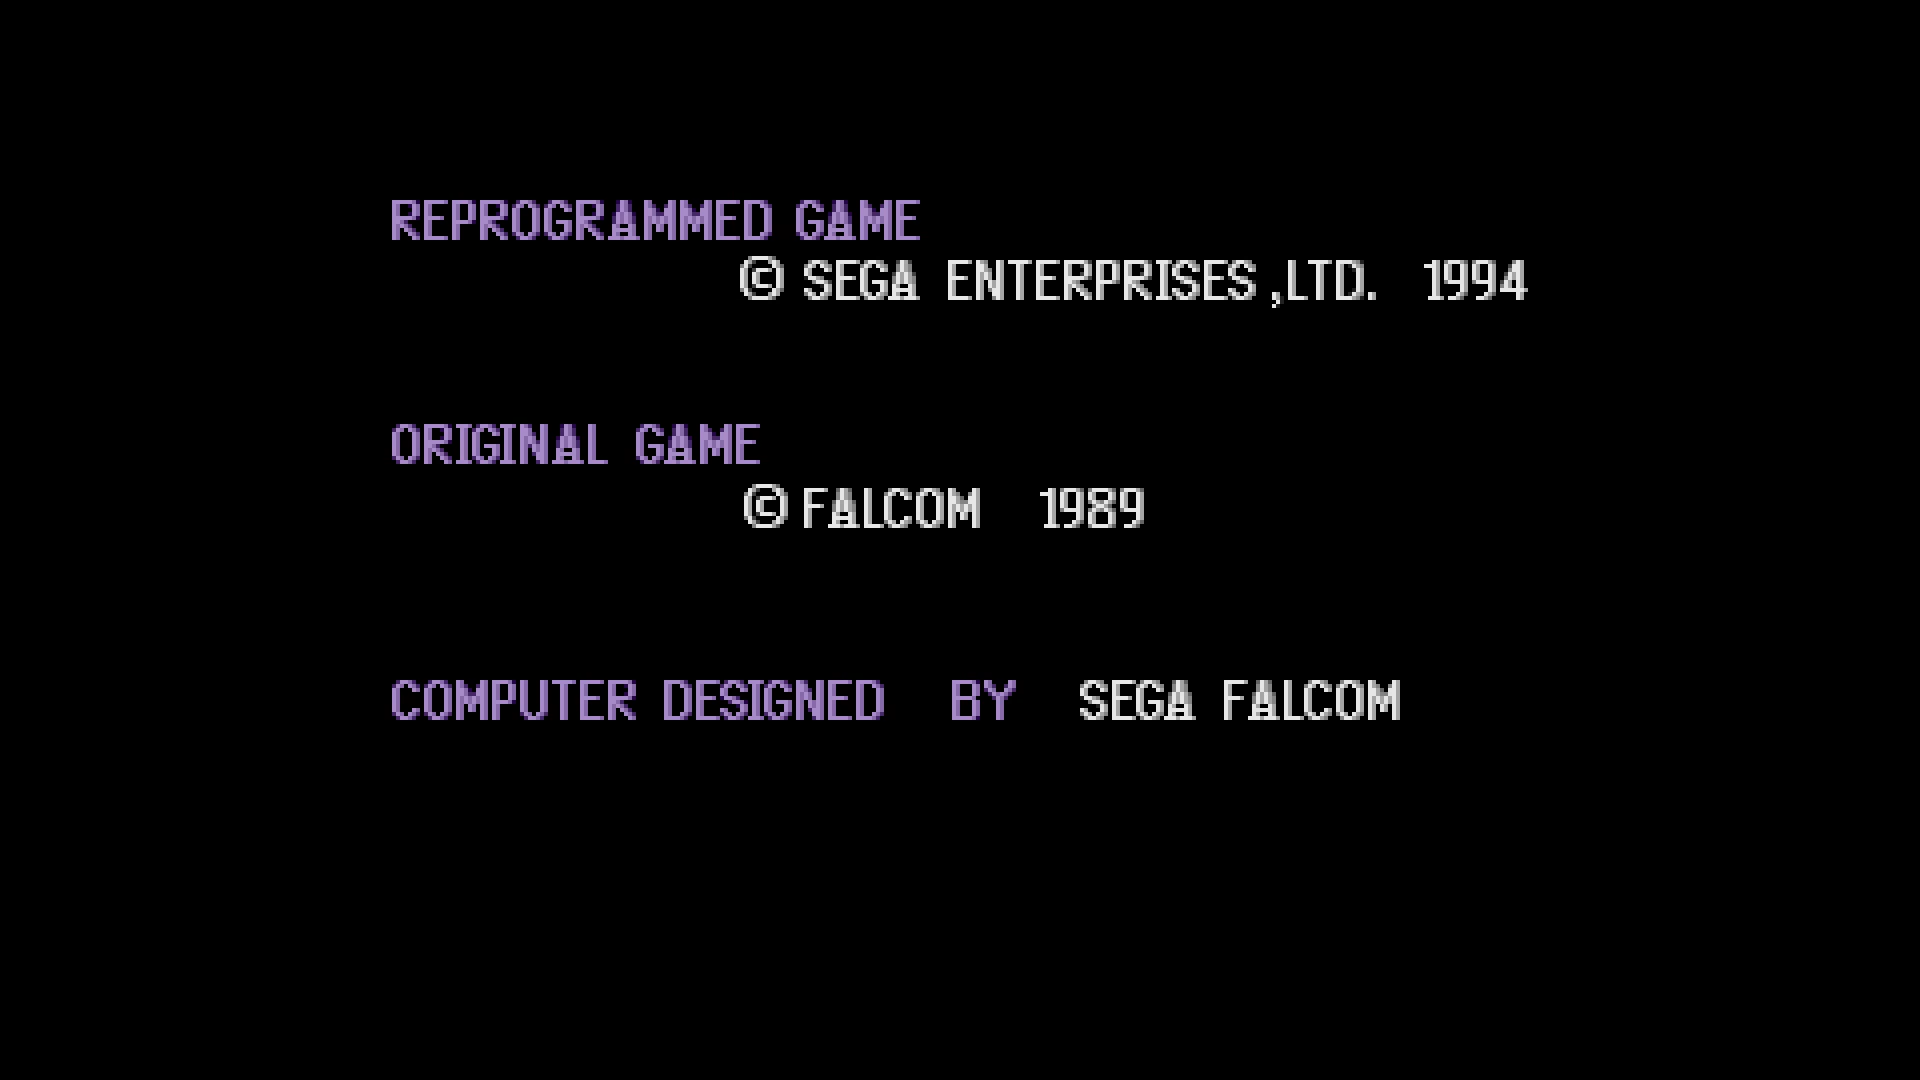 REPROGRAMMED GAME
© SEGA ENTERPRISES ,LTD. 1994
ORIGINAL GAME
© FALCOM 1989
COMPUTER DESIGNED BY SEGA FALCOM